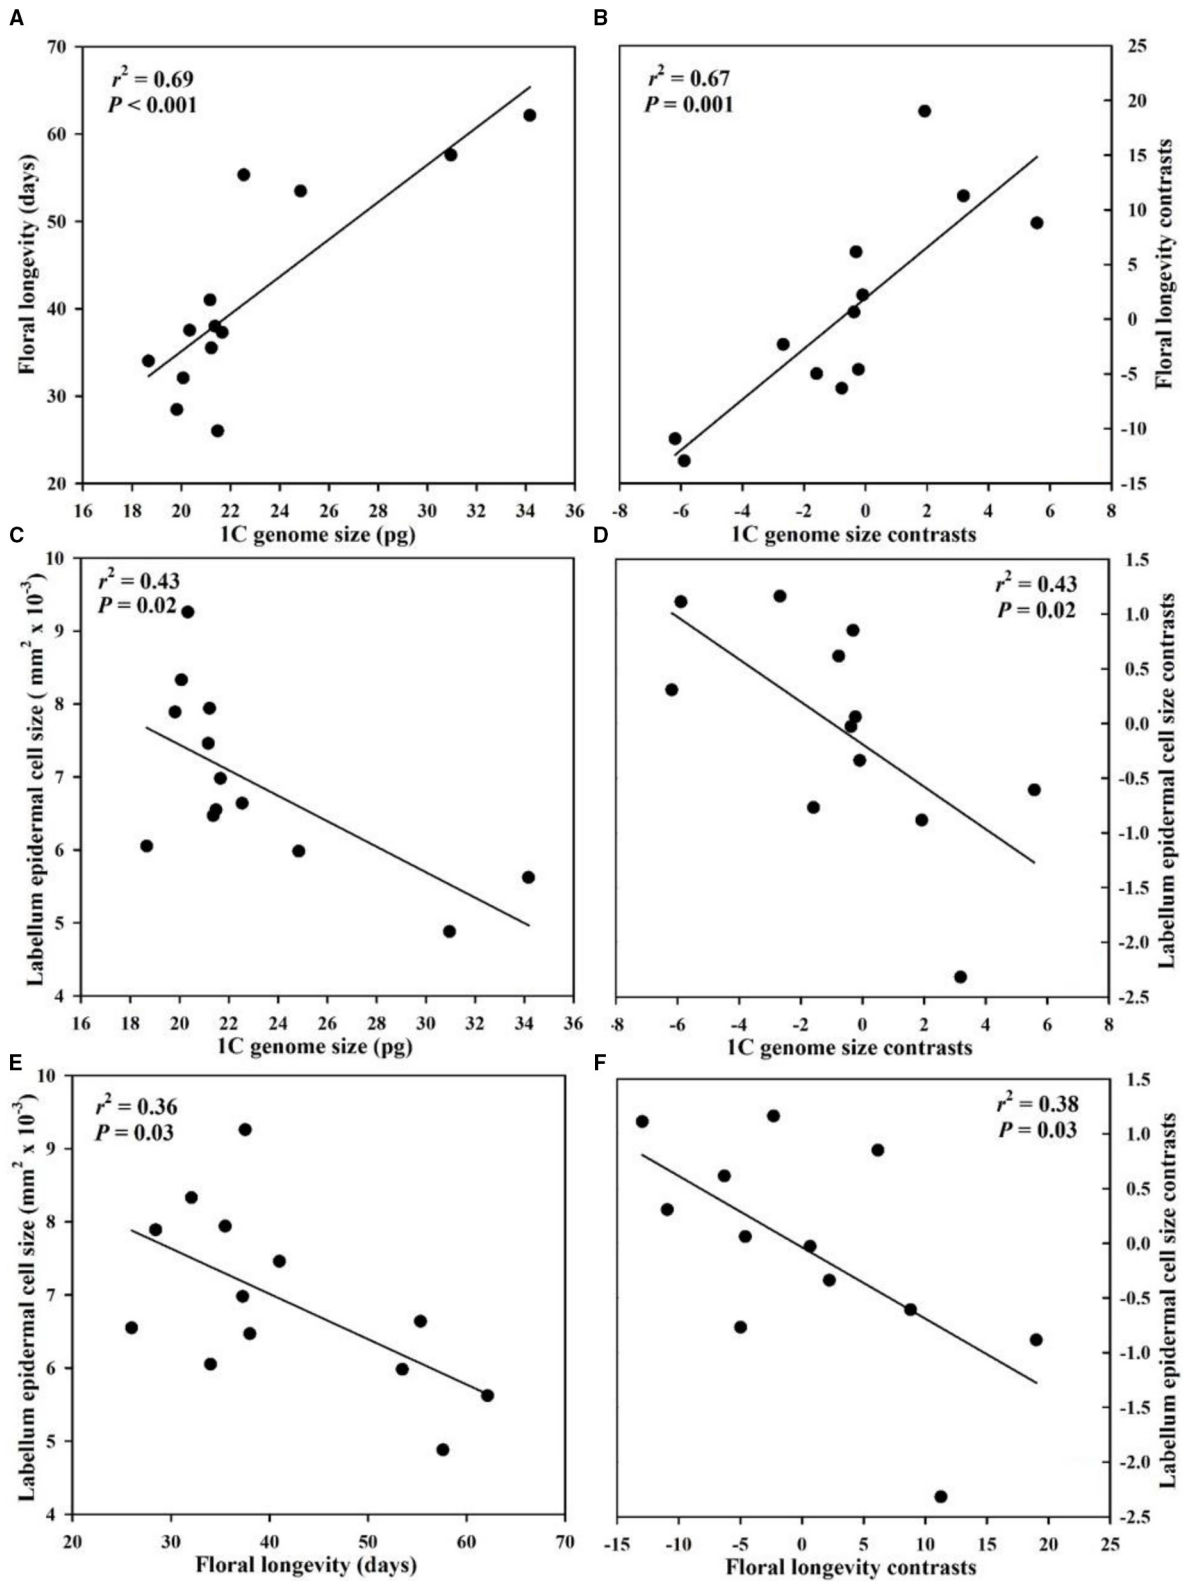 A
r² = 0.69
P < 0.001
Floral longevity (days)
70
60
50
40
30
20
16 18 20 22 24 26 28 30 32 34 36
1C genome size (pg)
B
r² = 0.67
P = 0.001
25
20
15
10
5
0
-5
-10
-15
Floral longevity contrasts
-8 -6 -4 -2 0 2 4 6 8
1C genome size contrasts
C
r² = 0.43
P = 0.02
Labellum epidermal cell size ( mm² x 10⁻³)
10
9
8
7
6
5
4
16 18 20 22 24 26 28 30 32 34 36
1C genome size (pg)
D
r² = 0.43
P = 0.02
1.5
1.0
0.5
0.0
-0.5
-1.0
-1.5
-2.0
-2.5
Labellum epidermal cell size contrasts
-8 -6 -4 -2 0 2 4 6 8
1C genome size contrasts
E
r² = 0.36
P = 0.03
Labellum epidermal cell size (mm² x 10⁻³)
10
9
8
7
6
5
4
20 30 40 50 60 70
Floral longevity (days)
F
r² = 0.38
P = 0.03
1.5
1.0
0.5
0.0
-0.5
-1.0
-1.5
-2.0
-2.5
Labellum epidermal cell size contrasts
-15 -10 -5 0 5 10 15 20 25
Floral longevity contrasts